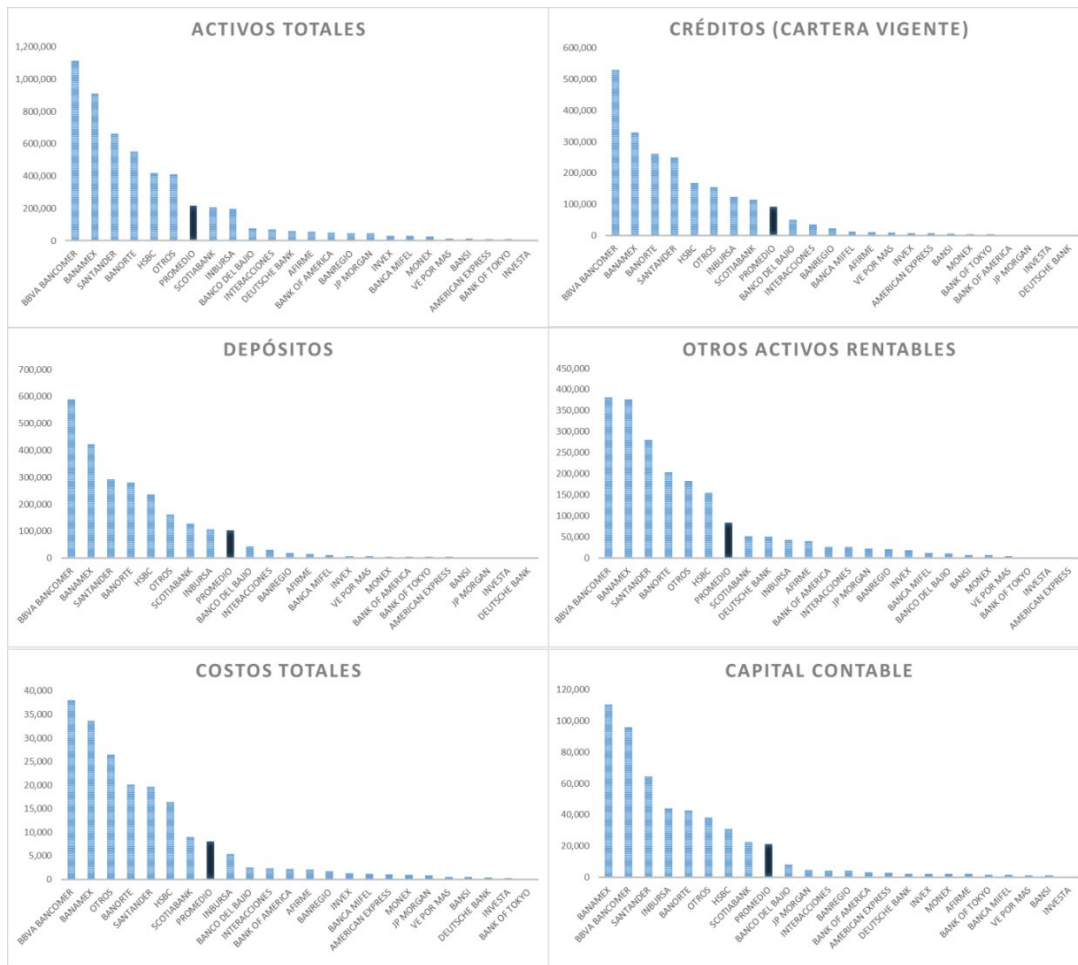 ACTIVOS TOTALES
1,200,000
1,000,000
800,000
600,000
400,000
200,000
0
BBVA BANCOMER
BANAMEX
SANTANDER
BANORTE
HSBC
OTROS
PROMEDIO
SCOTIABANK
INBURSA
BANCO DEL BAJIO
INTERACCIONES
DEUTSCHE BANK
AFIRME
BANK OF AMERICA
BANREGIO
JP MORGAN
INVEX
BANCA MIFEL
MONEX
VE POR MAS
BANSI
AMERICAN EXPRESS
BANK OF TOKYO
INVESTA
CRÉDITOS (CARTERA VIGENTE)
600,000
500,000
400,000
300,000
200,000
100,000
0
BBVA BANCOMER
BANAMEX
BANORTE
SANTANDER
HSBC
OTROS
INBURSA
SCOTIABANK
PROMEDIO
BANCO DEL BAJIO
INTERACCIONES
BANREGIO
BANCA MIFEL
AFIRME
VE POR MAS
INVEX
AMERICAN EXPRESS
BANSI
MONEX
BANK OF TOKYO
BANK OF AMERICA
JP MORGAN
INVESTA
DEUTSCHE BANK
DEPÓSITOS
700,000
600,000
500,000
400,000
300,000
200,000
100,000
0
BBVA BANCOMER
BANAMEX
SANTANDER
BANORTE
HSBC
OTROS
SCOTIABANK
INBURSA
PROMEDIO
BANCO DEL BAJIO
INTERACCIONES
BANREGIO
AFIRME
BANCA MIFEL
INVEX
VE POR MAS
MONEX
BANK OF AMERICA
BANK OF TOKYO
AMERICAN EXPRESS
BANSI
JP MORGAN
INVESTA
DEUTSCHE BANK
OTROS ACTIVOS RENTABLES
450,000
400,000
350,000
300,000
250,000
200,000
150,000
100,000
50,000
0
BBVA BANCOMER
BANAMEX
SANTANDER
BANORTE
OTROS
HSBC
PROMEDIO
SCOTIABANK
DEUTSCHE BANK
INBURSA
AFIRME
BANK OF AMERICA
INTERACCIONES
JP MORGAN
BANREGIO
INVEX
BANCA MIFEL
BANCO DEL BAJIO
BANSI
MONEX
VE POR MAS
BANK OF TOKYO
INVESTA
AMERICAN EXPRESS
COSTOS TOTALES
40,000
35,000
30,000
25,000
20,000
15,000
10,000
5,000
0
BBVA BANCOMER
BANAMEX
OTROS
BANORTE
SANTANDER
HSBC
SCOTIABANK
PROMEDIO
INBURSA
BANCO DEL BAJIO
INTERACCIONES
BANK OF AMERICA
AFIRME
BANREGIO
INVEX
BANCA MIFEL
AMERICAN EXPRESS
MONEX
JP MORGAN
VE POR MAS
BANSI
DEUTSCHE BANK
INVESTA
BANK OF TOKYO
CAPITAL CONTABLE
120,000
100,000
80,000
60,000
40,000
20,000
0
BANAMEX
BBVA BANCOMER
SANTANDER
INBURSA
BANORTE
OTROS
HSBC
SCOTIABANK
PROMEDIO
BANCO DEL BAJIO
JP MORGAN
INTERACCIONES
BANREGIO
BANK OF AMERICA
AMERICAN EXPRESS
DEUTSCHE BANK
INVEX
MONEX
AFIRME
BANK OF TOKYO
BANCA MIFEL
VE POR MAS
BANSI
INVESTA